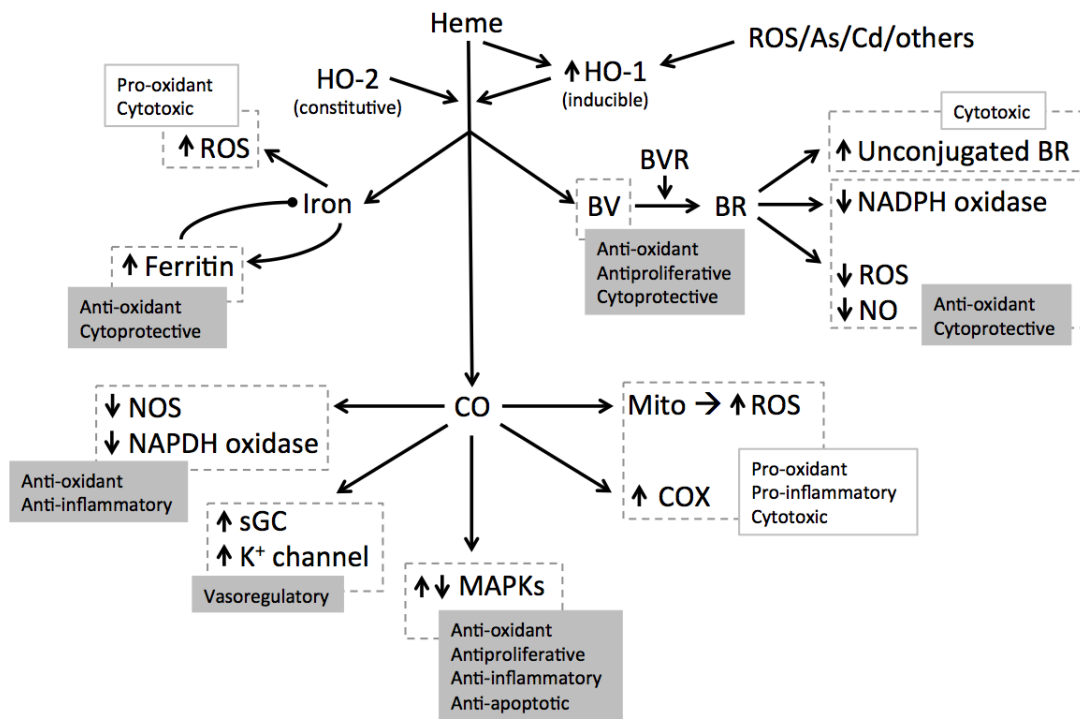 Heme
ROS/As/Cd/others
HO-2
(constitutive)
↑ HO-1
(inducible)
Pro-oxidant
Cytotoxic
↑ ROS
Iron
↑ Ferritin
Anti-oxidant
Cytoprotective
BVR
BV
BR
Anti-oxidant
Antiproliferative
Cytoprotective
Cytotoxic
↑ Unconjugated BR
↓ NADPH oxidase
↓ ROS
↓ NO
Anti-oxidant
Cytoprotective
CO
↓ NOS
↓ NAPDH oxidase
Anti-oxidant
Anti-inflammatory
↑ sGC
↑ K⁺ channel
Vasoregulatory
↑↓ MAPKs
Anti-oxidant
Antiproliferative
Anti-inflammatory
Anti-apoptotic
Mito → ↑ ROS
↑ COX
Pro-oxidant
Pro-inflammatory
Cytotoxic